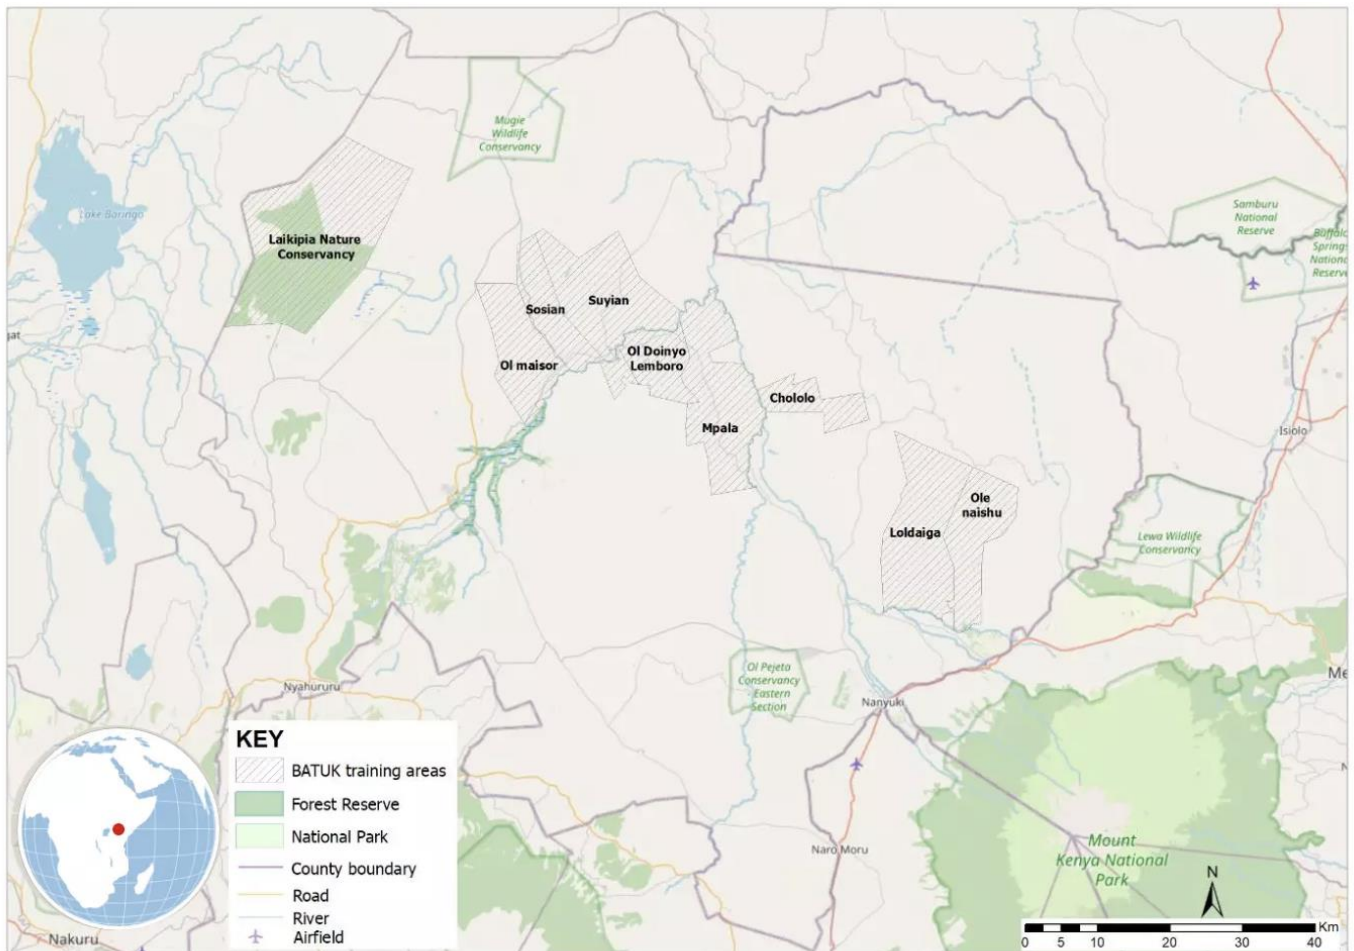 Mugie
Wildlife
Conservancy
Lake Baringo
Samburu
National
Reserve
Buffalo
Springs
National
Reserve
Laikipia Nature
Conservancy
Sosian
Suyian
gat
Ol maisor
Ol Doinyo
Lemboro
Chololo
Mpala
Isiolo
Ole
naishu
Loldaiga
Lewa Wildlife
Conservancy
Ol Pejeta
Conservancy
Eastern
Section
Nyahururu
Nanyuki
Me
Naro Moru
Mount
Kenya National
Park
Nakuru
KEY
BATUK training areas
Forest Reserve
National Park
County boundary
Road
River
Airfield
N
Km
0 5 10 20 30 40